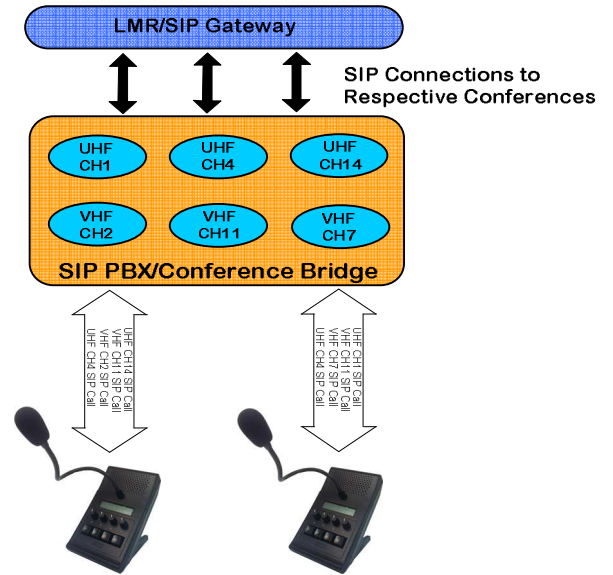 LMR/SIP Gateway
SIP Connections to
Respective Conferences
UHF
CH1
UHF
CH4
UHF
CH14
VHF
CH2
VHF
CH11
VHF
CH7
SIP PBX/Conference Bridge
UHF CH14 SIP Call
VHF CH11 SIP Call
VHF CH2 SIP Call
UHF CH4 SIP Call
UHF CH1 SIP Call
VHF CH11 SIP Call
VHF CH7 SIP Call
UHF CH4 SIP Call